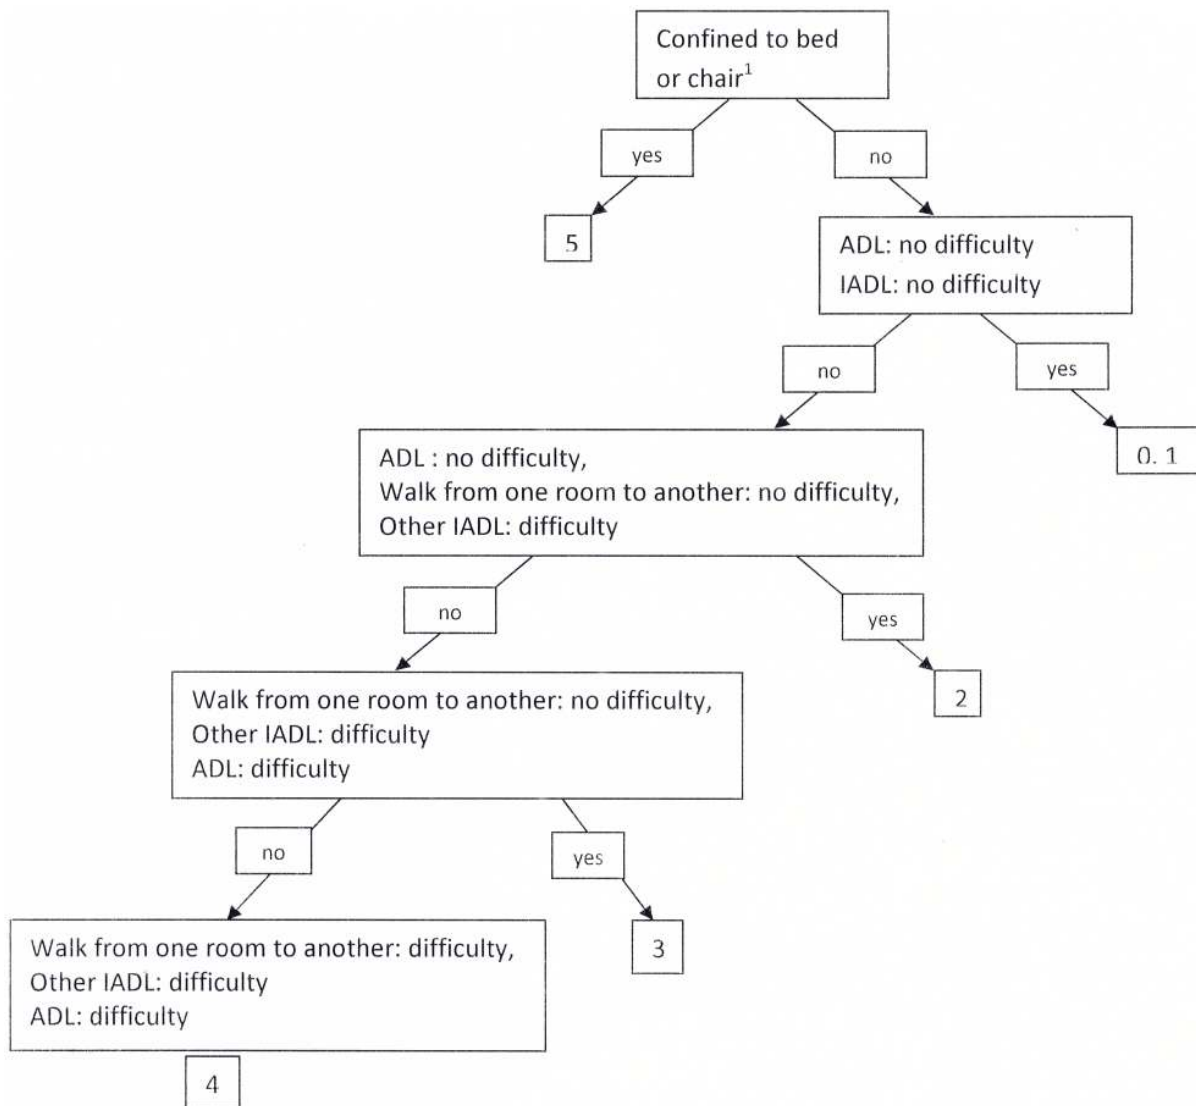 Confined to bed
or chair¹
yes
no
5
ADL: no difficulty
IADL: no difficulty
no
yes
0. 1
ADL : no difficulty,
Walk from one room to another: no difficulty,
Other IADL: difficulty
no
yes
2
Walk from one room to another: no difficulty,
Other IADL: difficulty
ADL: difficulty
no
yes
3
Walk from one room to another: difficulty,
Other IADL: difficulty
ADL: difficulty
4